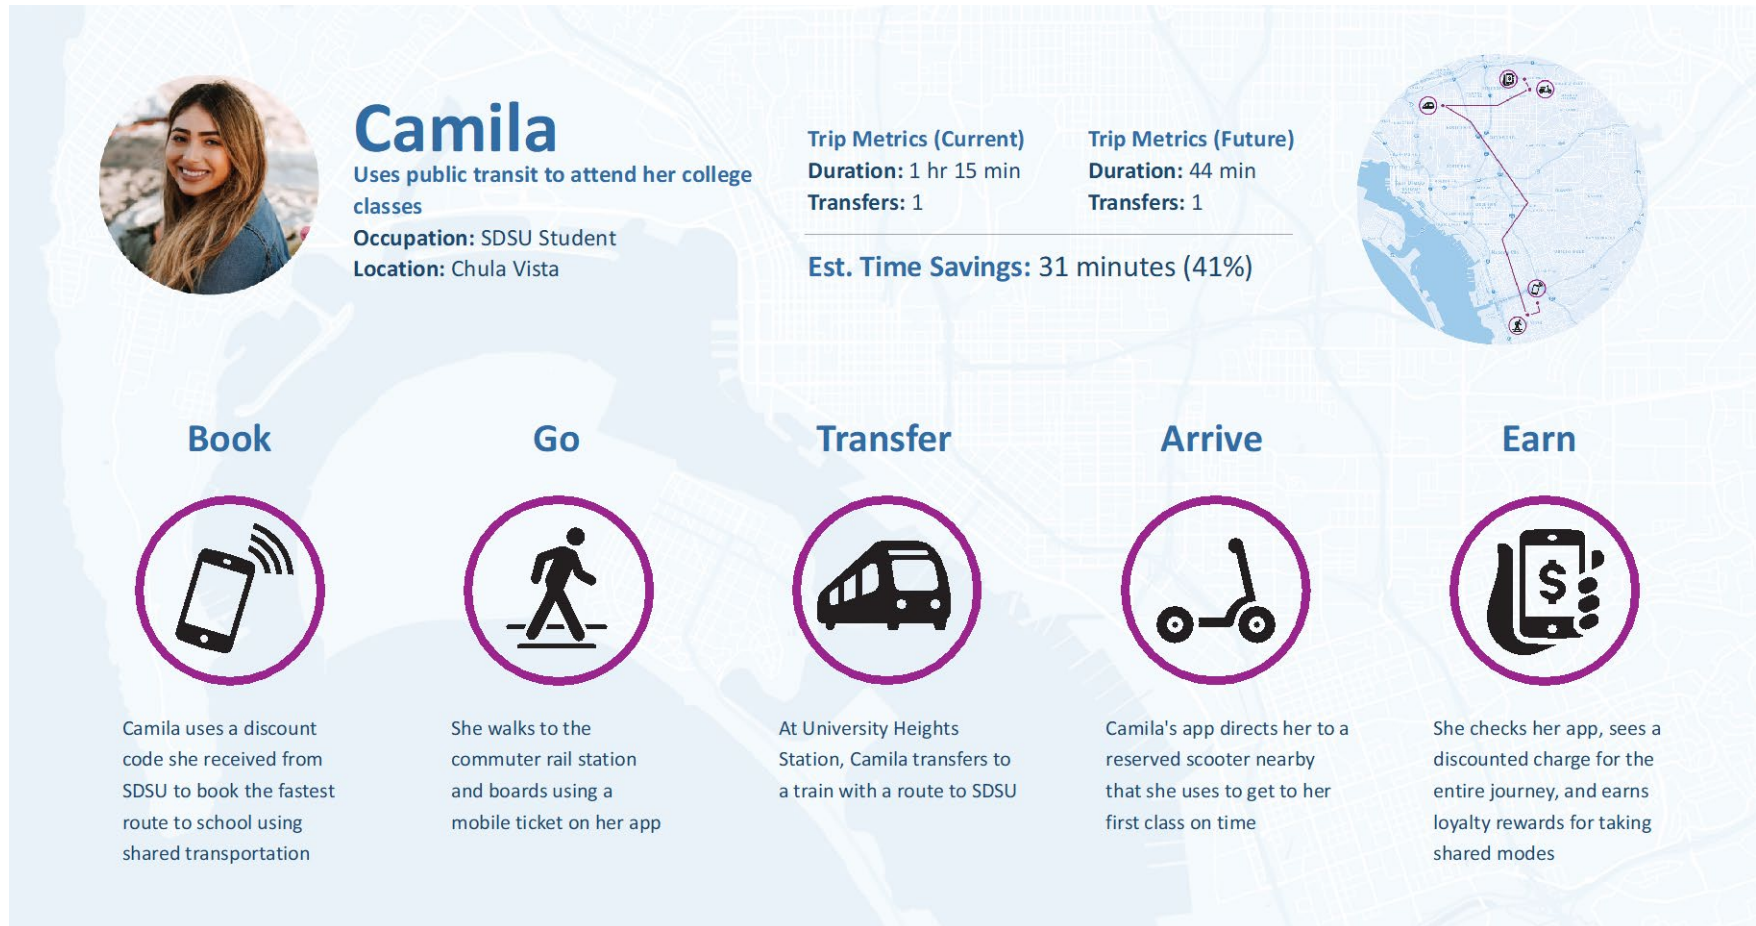 Camila
Uses public transit to attend her college
classes
Occupation: SDSU Student
Location: Chula Vista
Trip Metrics (Current)
Duration: 1 hr 15 min
Transfers: 1
Trip Metrics (Future)
Duration: 44 min
Transfers: 1
Est. Time Savings: 31 minutes (41%)
Book
Camila uses a discount
code she received from
SDSU to book the fastest
route to school using
shared transportation
Go
She walks to the
commuter rail station
and boards using a
mobile ticket on her app
Transfer
At University Heights
Station, Camila transfers to
a train with a route to SDSU
Arrive
Camila's app directs her to a
reserved scooter nearby
that she uses to get to her
first class on time
Earn
$
She checks her app, sees a
discounted charge for the
entire journey, and earns
loyalty rewards for taking
shared modes